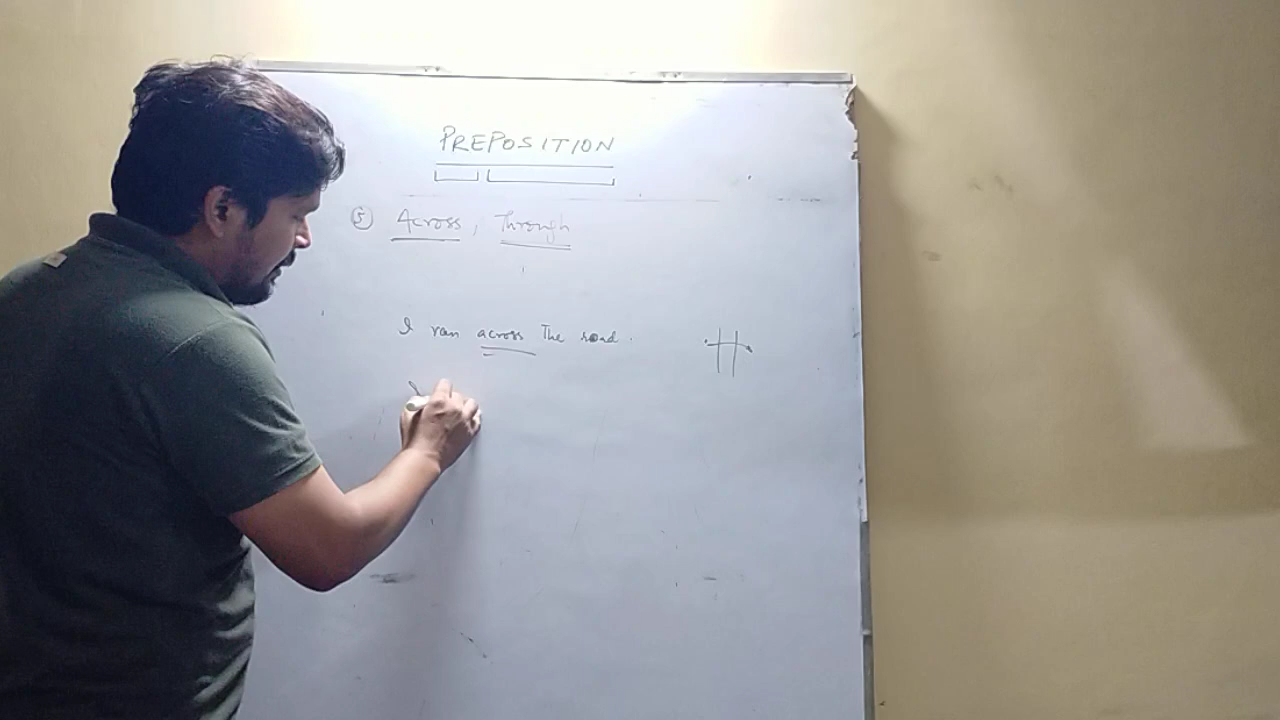 PREPOSITION
⑤ Across, Through
I ran across The road.